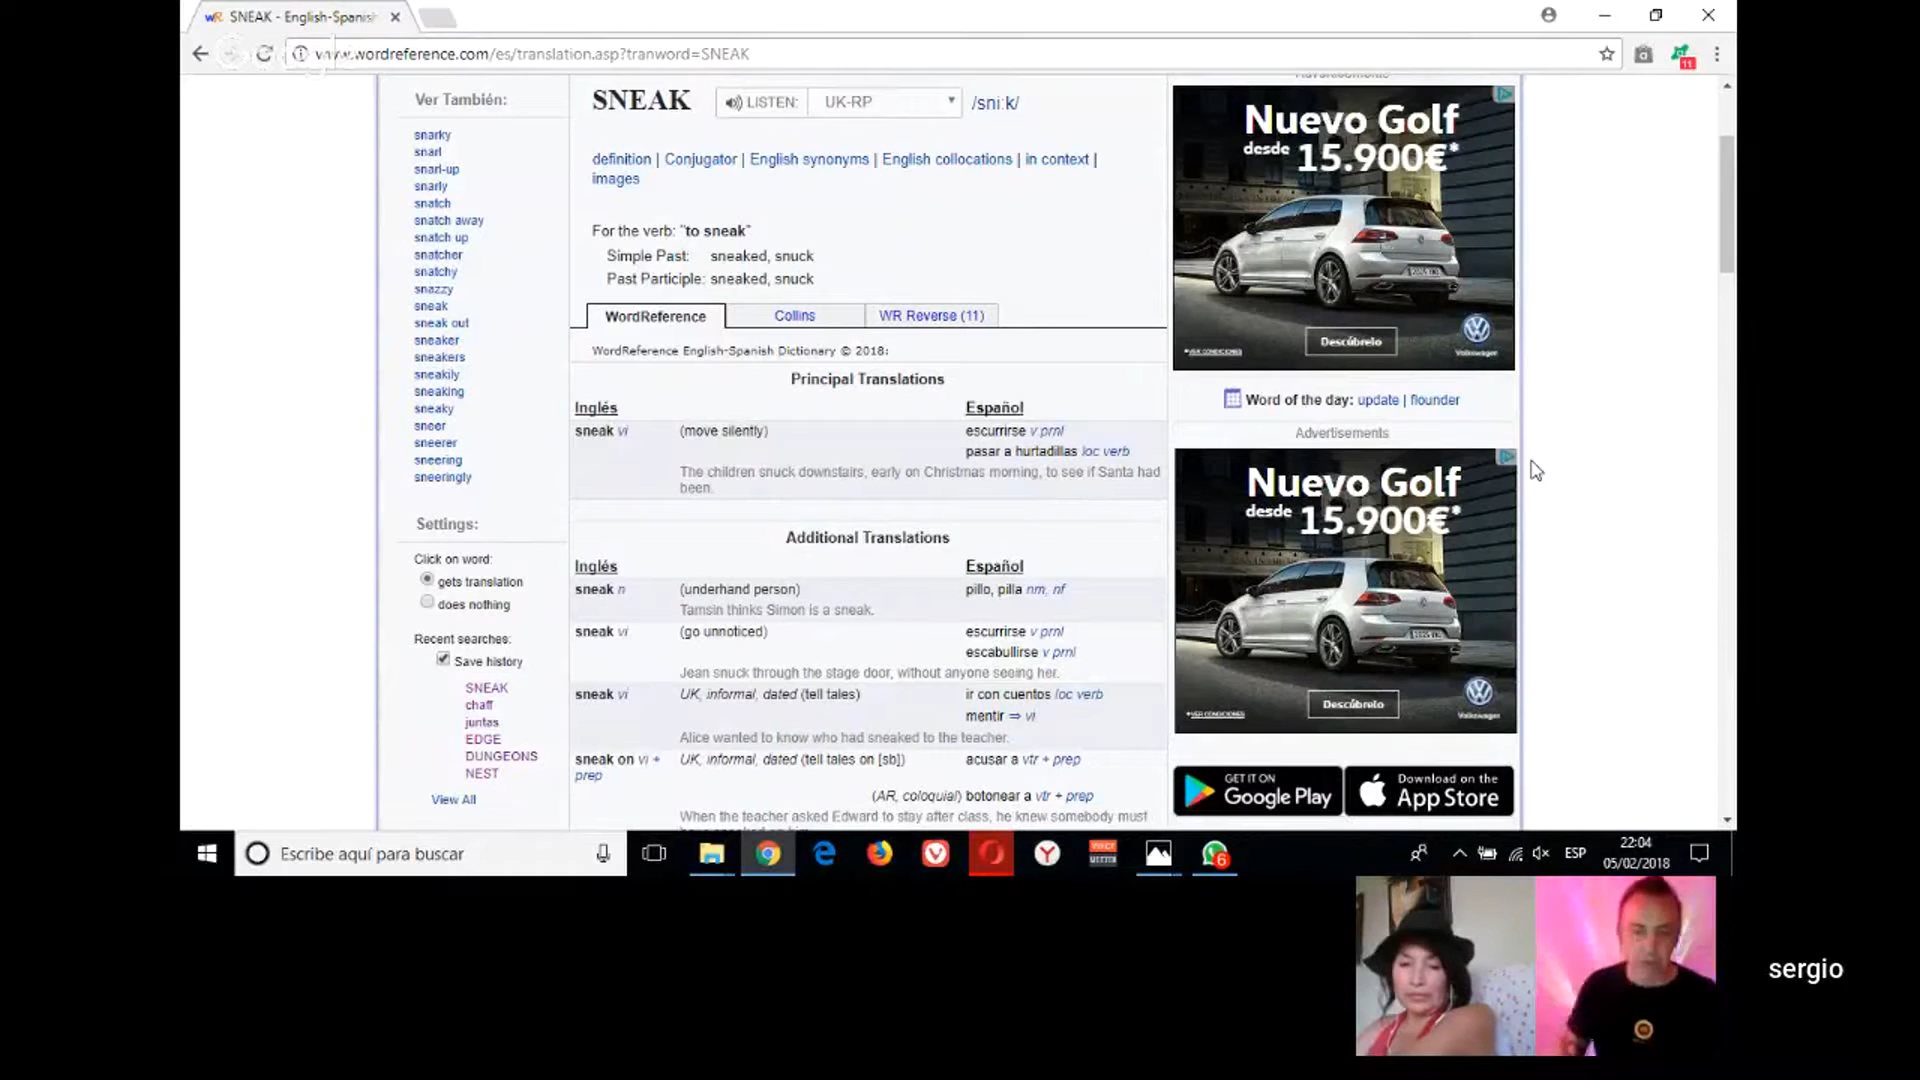 SNEAK - English-Spanish
www.wordreference.com/es/translation.asp?tranword=SNEAK
11
Ver También:
snarky
snarl
snarl-up
snarly
snatch
snatch away
snatch up
snatcher
snatchy
snazzy
sneak
sneak out
sneaker
sneakers
sneakily
sneaking
sneaky
sneer
sneerer
sneering
sneeringly
Settings:
Click on word:
gets translation
does nothing
Recent searches:
Save history
SNEAK
chaff
juntas
EDGE
DUNGEONS
NEST
View All
SNEAK LISTEN: UK-RP /sniːk/
definition | Conjugator | English synonyms | English collocations | in context |
images
For the verb: "to sneak"
Simple Past: sneaked, snuck
Past Participle: sneaked, snuck
WordReference Collins WR Reverse (11)
WordReference English-Spanish Dictionary © 2018:
Principal Translations
Inglés Español
sneak vi (move silently) escurrirse v prnl
pasar a hurtadillas loc verb
The children snuck downstairs, early on Christmas morning, to see if Santa had
been.
Additional Translations
Inglés Español
sneak n (underhand person) pillo, pilla nm, nf
Tamsin thinks Simon is a sneak.
sneak vi (go unnoticed) escurrirse v prnl
escabullirse v prnl
Jean snuck through the stage door, without anyone seeing her.
sneak vi UK, informal, dated (tell tales) ir con cuentos loc verb
mentir ⇒ vi
Alice wanted to know who had sneaked to the teacher.
sneak on vi + UK, informal, dated (tell tales on [sb]) acusar a vtr + prep
prep
(AR, coloquial) botonear a vtr + prep
When the teacher asked Edward to stay after class, he knew somebody must
Advertisements
Nuevo Golf
desde 15.900€*
Descúbrelo
*VER CONDICIONES
Volkswagen
Word of the day: update | flounder
Advertisements
Nuevo Golf
desde 15.900€*
Descúbrelo
*VER CONDICIONES
Volkswagen
GET IT ON
Google Play
Download on the
App Store
Escribe aquí para buscar
6
ESP
22:04
05/02/2018
sergio